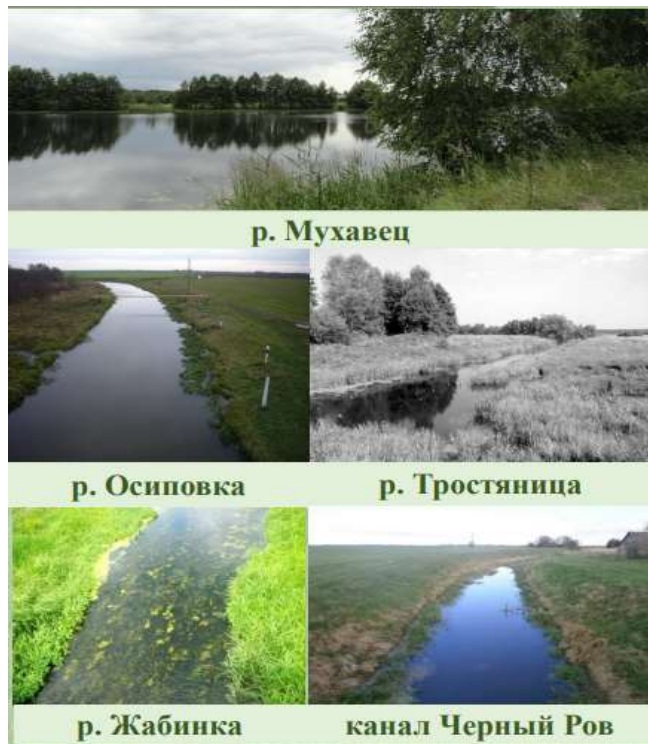 р. Мухавец
р. Осиповка
р. Тростяница
р. Жабинка
канал Черный Ров